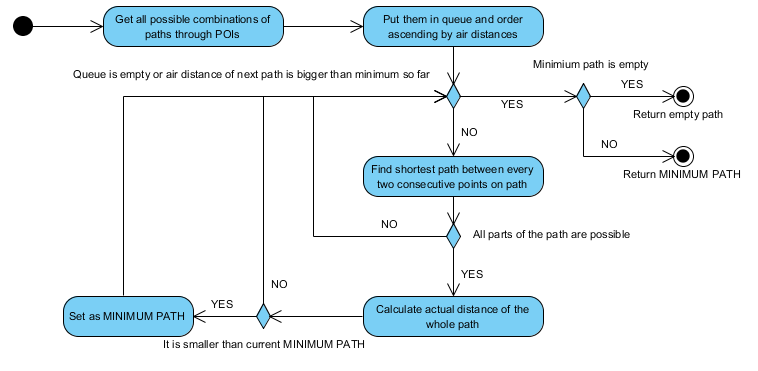 Get all possible combinations of
paths through POIs
Put them in queue and order
ascending by air distances
Queue is empty or air distance of next path is bigger than minimum so far
Minimium path is empty
YES
YES
Return empty path
NO
NO
Return MINIMUM PATH
Find shortest path between every
two consecutive points on path
NO
All parts of the path are possible
YES
NO
YES
Set as MINIMUM PATH
Calculate actual distance of the
whole path
It is smaller than current MINIMUM PATH